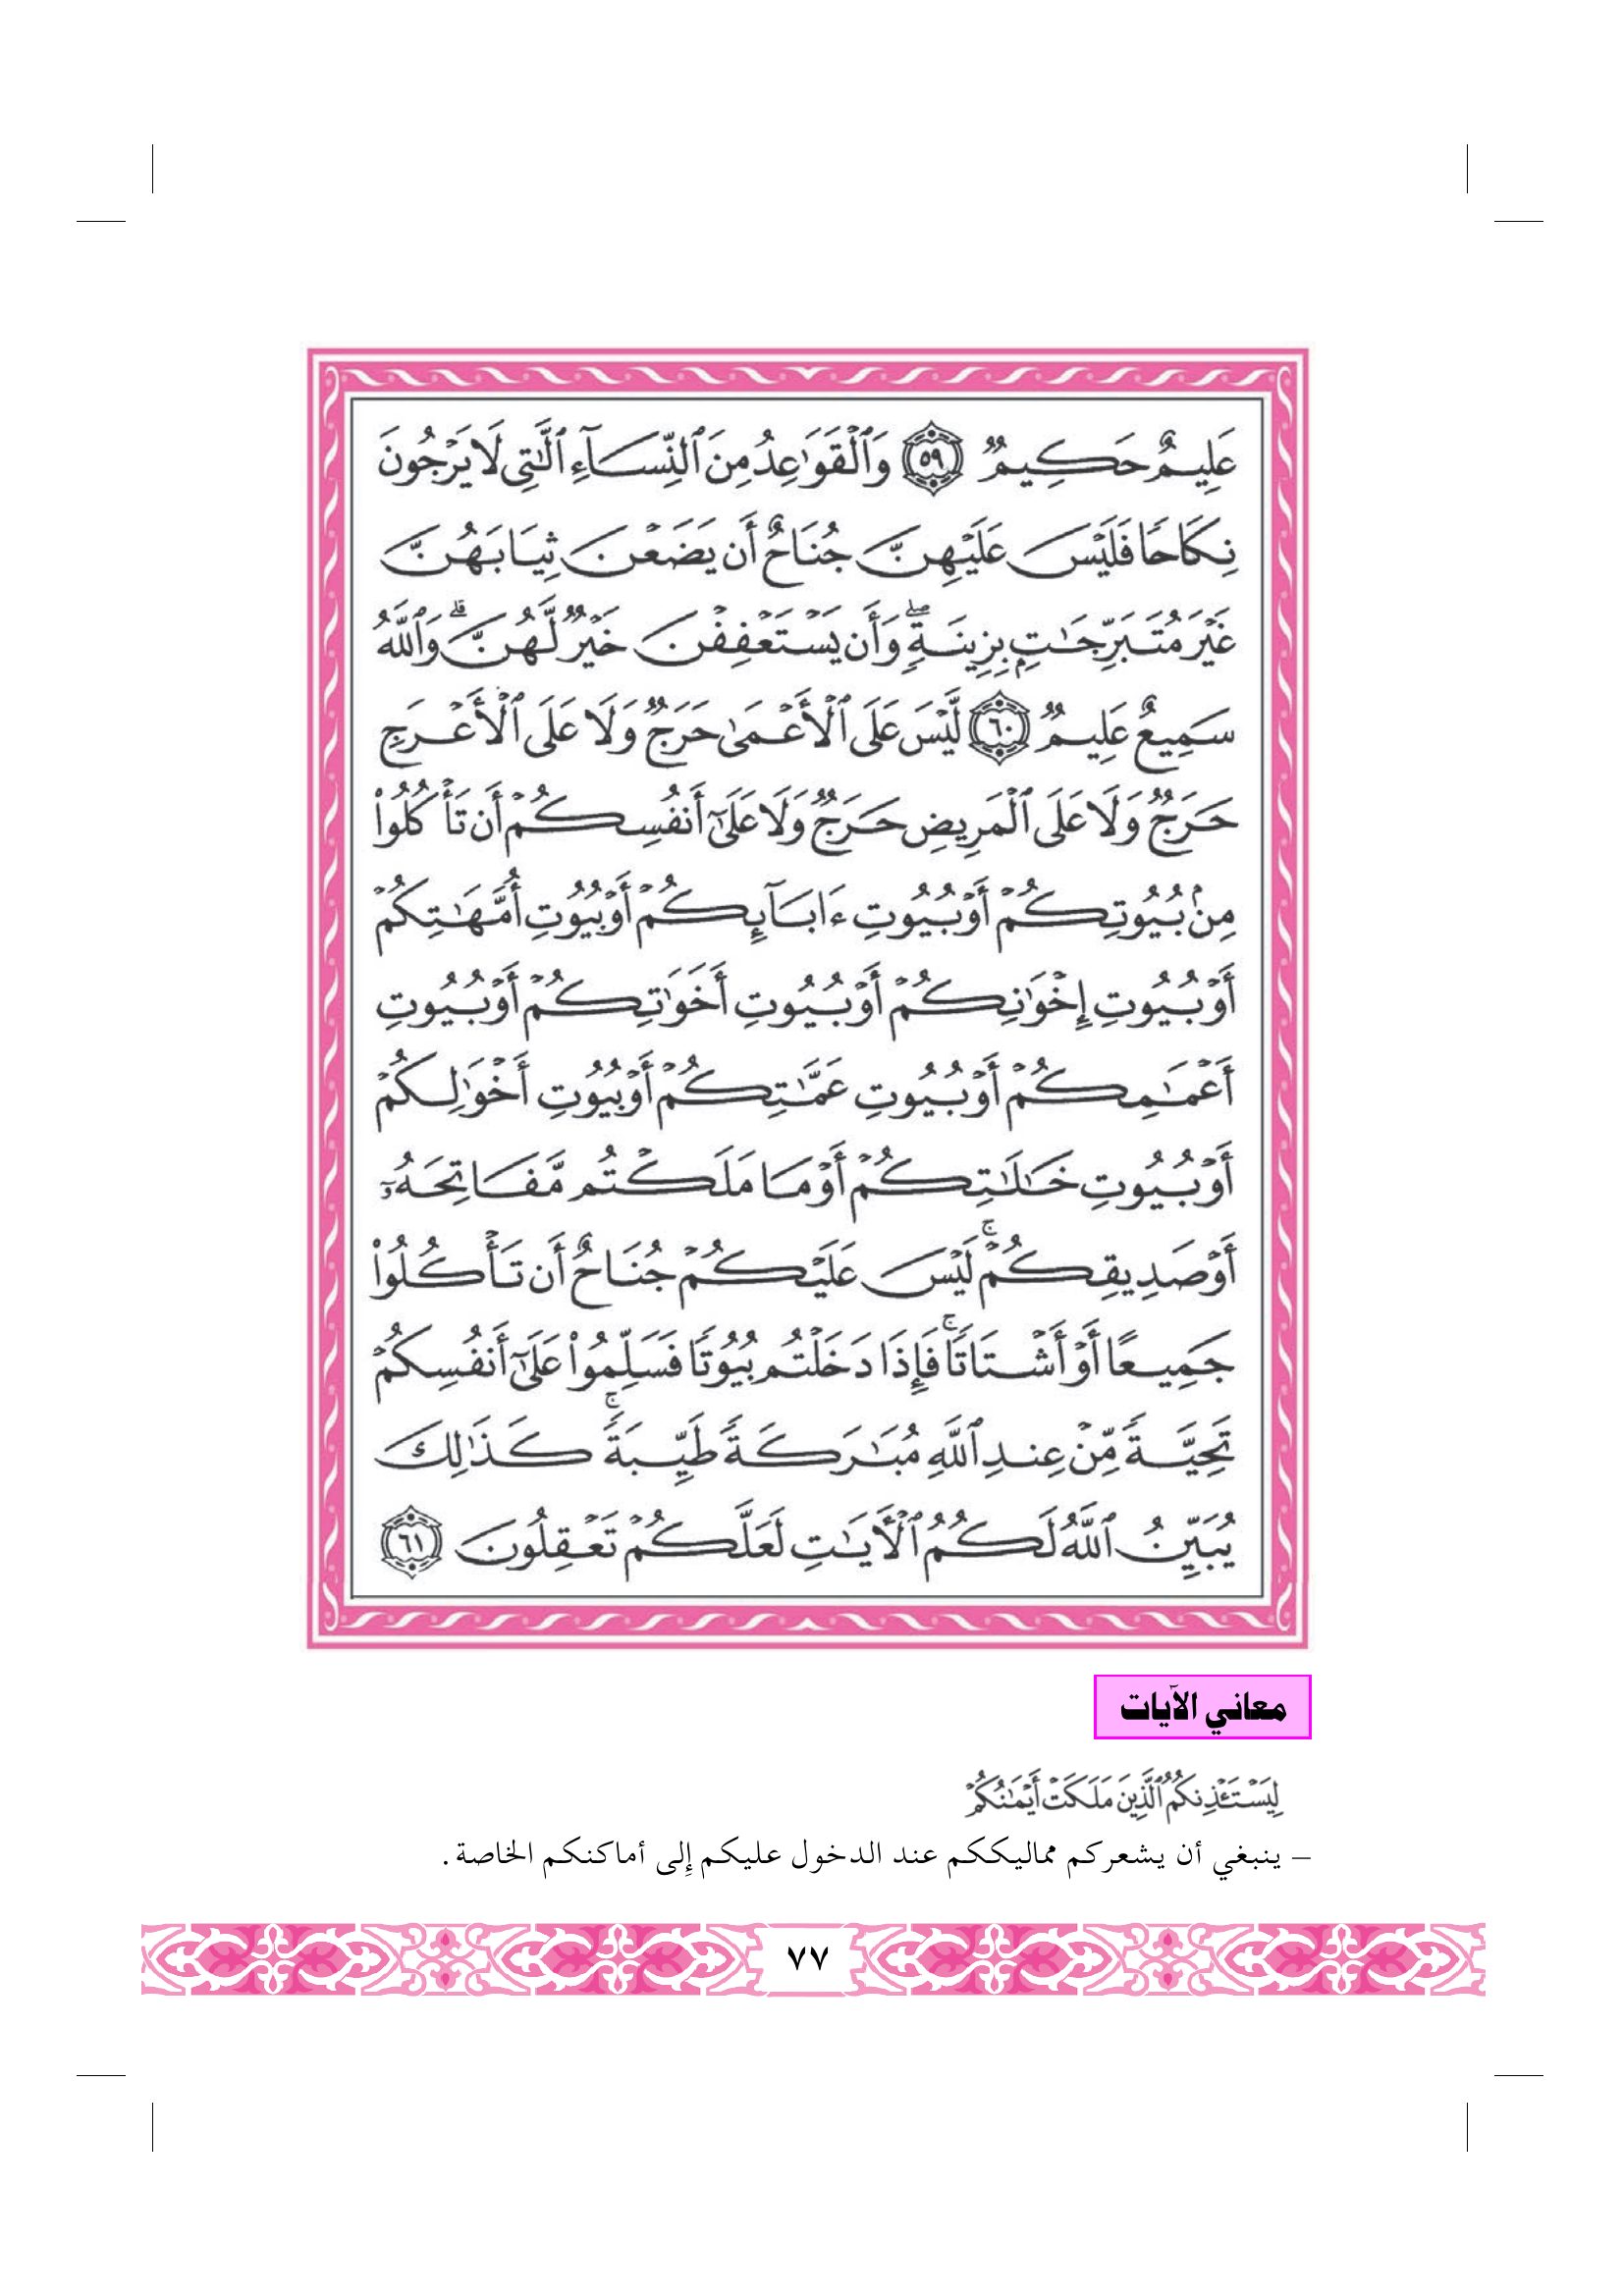 عَلِيمٌ حَكِيمٌ ٥٩ وَٱلْقَوَٰعِدُ مِنَ ٱلنِّسَآءِ ٱلَّٰتِي لَا يَرْجُونَ
نِكَاحًا فَلَيْسَ عَلَيْهِنَّ جُنَاحٌ أَن يَضَعْنَ ثِيَابَهُنَّ
غَيْرَ مُتَبَرِّجَٰتٍۭ بِزِينَةٍۖ وَأَن يَسْتَعْفِفْنَ خَيْرٌ لَّهُنَّۗ وَٱللَّهُ
سَمِيعٌ عَلِيمٌ ٦٠ لَّيْسَ عَلَى ٱلْأَعْمَىٰ حَرَجٌ وَلَا عَلَى ٱلْأَعْرَجِ
حَرَجٌ وَلَا عَلَى ٱلْمَرِيضِ حَرَجٌ وَلَا عَلَىٰٓ أَنفُسِكُمْ أَن تَأْكُلُوا۟
مِنۢ بُيُوتِكُمْ أَوْ بُيُوتِ ءَابَآئِكُمْ أَوْ بُيُوتِ أُمَّهَٰتِكُمْ
أَوْ بُيُوتِ إِخْوَٰنِكُمْ أَوْ بُيُوتِ أَخَوَٰتِكُمْ أَوْ بُيُوتِ
أَعْمَٰمِكُمْ أَوْ بُيُوتِ عَمَّٰتِكُمْ أَوْ بُيُوتِ أَخْوَٰلِكُمْ
أَوْ بُيُوتِ خَٰلَٰتِكُمْ أَوْ مَا مَلَكْتُم مَّفَاتِحَهُۥٓ
أَوْ صَدِيقِكُمْۚ لَيْسَ عَلَيْكُمْ جُنَاحٌ أَن تَأْكُلُوا۟
جَمِيعًا أَوْ أَشْتَاتًاۚ فَإِذَا دَخَلْتُم بُيُوتًا فَسَلِّمُوا۟ عَلَىٰٓ أَنفُسِكُمْ
تَحِيَّةً مِّنْ عِندِ ٱللَّهِ مُبَٰرَكَةً طَيِّبَةًۚ كَذَٰلِكَ
يُبَيِّنُ ٱللَّهُ لَكُمُ ٱلْأَيَٰتِ لَعَلَّكُمْ تَعْقِلُونَ ٦١
معاني الآيات
لِيَسْتَـْٔذِنكُمُ ٱلَّذِينَ مَلَكَتْ أَيْمَٰنُكُمْ
– ينبغي أن يشعركم مماليككم عند الدخول عليكم إلى أماكنكم الخاصة .
٧٧